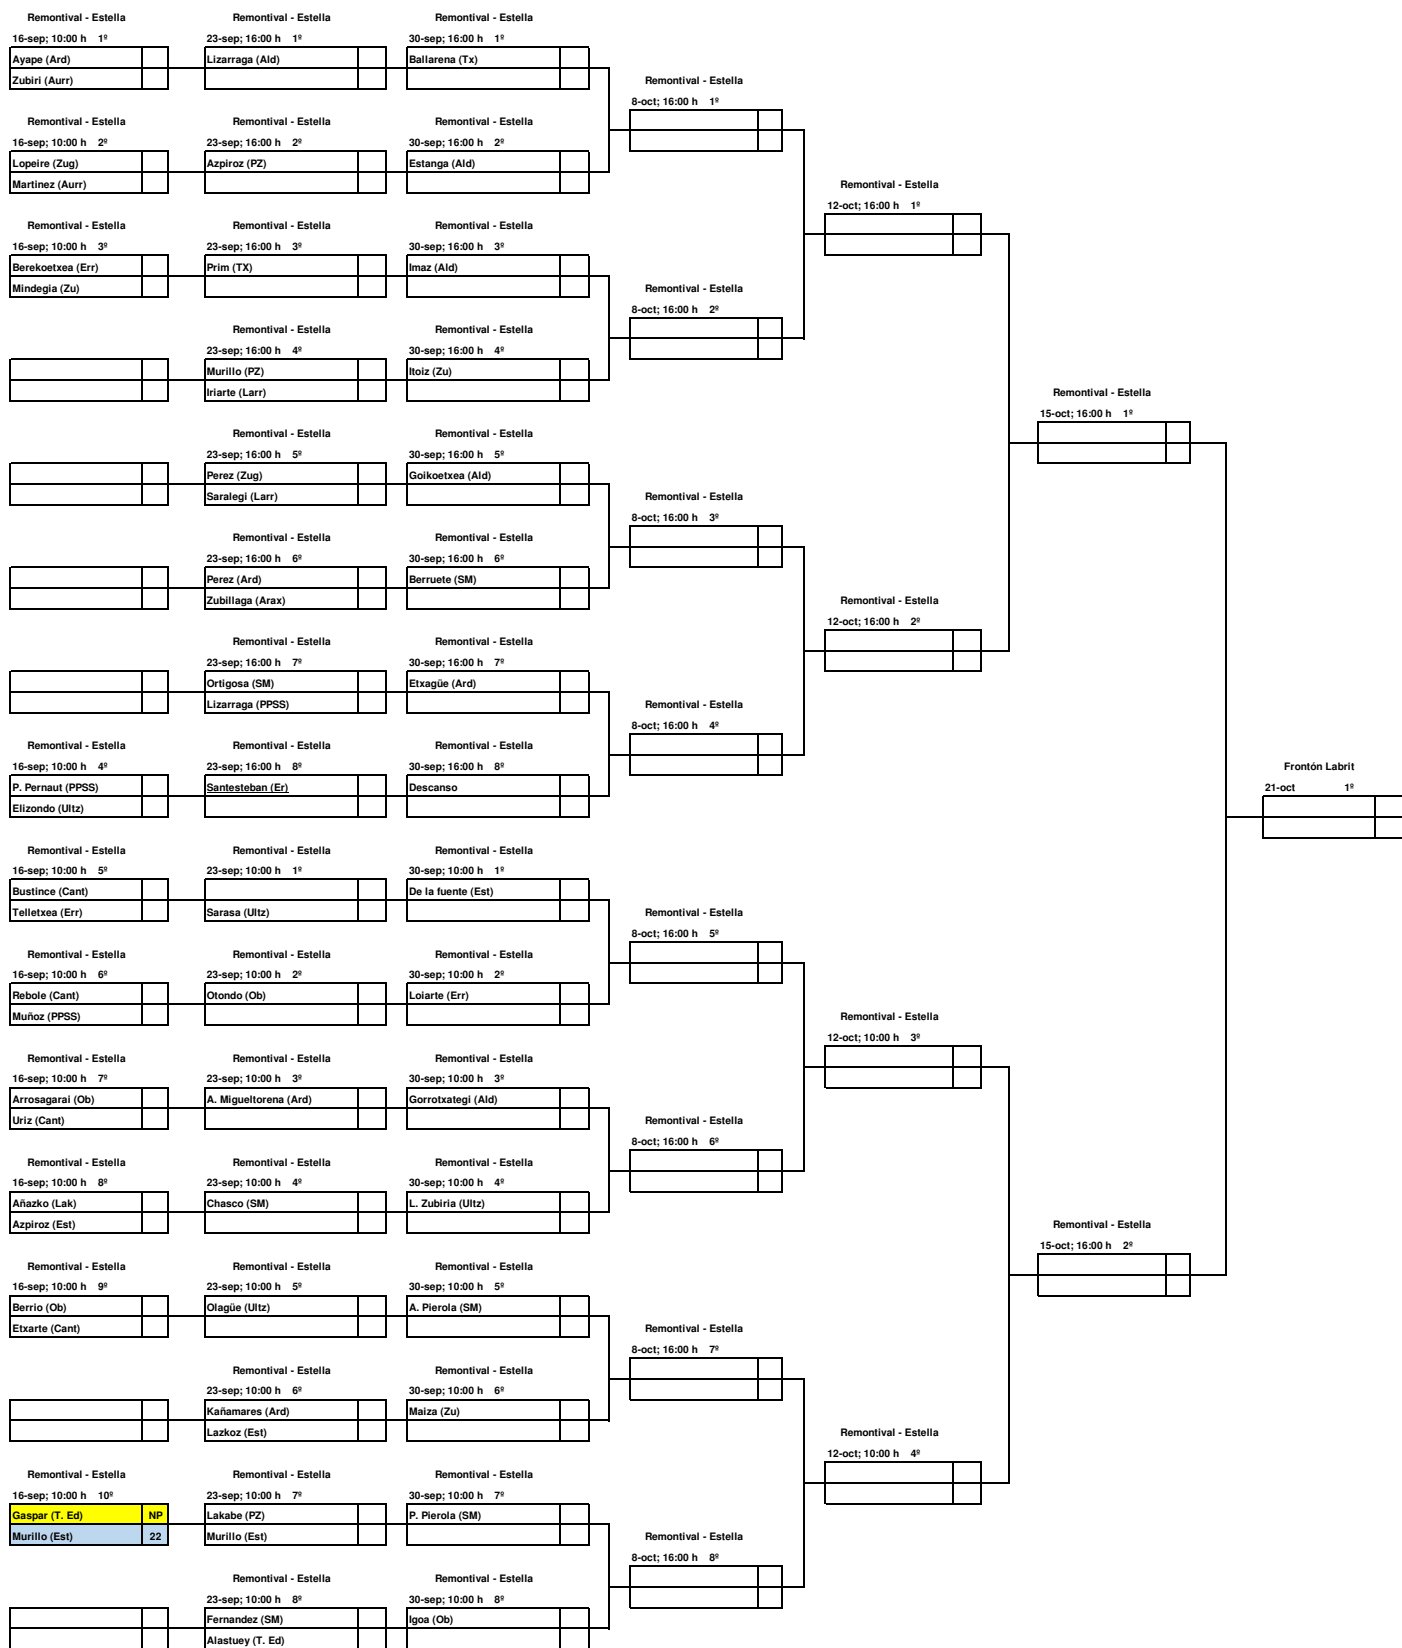 Remontival - Estella
16-sep; 10:00 h 1º
Ayape (Ard)
Zubiri (Aurr)
Remontival - Estella
16-sep; 10:00 h 2º
Lopeire (Zug)
Martinez (Aurr)
Remontival - Estella
16-sep; 10:00 h 3º
Berekoetxea (Err)
Mindegia (Zu)
Remontival - Estella
16-sep; 10:00 h 4º
P. Pernaut (PPSS)
Elizondo (Ultz)
Remontival - Estella
16-sep; 10:00 h 5º
Bustince (Cant)
Telletxea (Err)
Remontival - Estella
16-sep; 10:00 h 6º
Rebole (Cant)
Muñoz (PPSS)
Remontival - Estella
16-sep; 10:00 h 7º
Arrosagarai (Ob)
Uriz (Cant)
Remontival - Estella
16-sep; 10:00 h 8º
Añazko (Lak)
Azpiroz (Est)
Remontival - Estella
16-sep; 10:00 h 9º
Berrio (Ob)
Etxarte (Cant)
Remontival - Estella
16-sep; 10:00 h 10º
Gaspar (T. Ed) NP
Murillo (Est) 22
Remontival - Estella
23-sep; 16:00 h 1º
Lizarraga (Ald)
Remontival - Estella
23-sep; 16:00 h 2º
Azpiroz (PZ)
Remontival - Estella
23-sep; 16:00 h 3º
Prim (TX)
Remontival - Estella
23-sep; 16:00 h 4º
Murillo (PZ)
Iriarte (Larr)
Remontival - Estella
23-sep; 16:00 h 5º
Perez (Zug)
Saralegi (Larr)
Remontival - Estella
23-sep; 16:00 h 6º
Perez (Ard)
Zubillaga (Arax)
Remontival - Estella
23-sep; 16:00 h 7º
Ortigosa (SM)
Lizarraga (PPSS)
Remontival - Estella
23-sep; 16:00 h 8º
Santesteban (Er)
Remontival - Estella
23-sep; 10:00 h 1º
Sarasa (Ultz)
Remontival - Estella
23-sep; 10:00 h 2º
Otondo (Ob)
Remontival - Estella
23-sep; 10:00 h 3º
A. Migueltorena (Ard)
Remontival - Estella
23-sep; 10:00 h 4º
Chasco (SM)
Remontival - Estella
23-sep; 10:00 h 5º
Olagüe (Ultz)
Remontival - Estella
23-sep; 10:00 h 6º
Kañamares (Ard)
Lazkoz (Est)
Remontival - Estella
23-sep; 10:00 h 7º
Lakabe (PZ)
Murillo (Est)
Remontival - Estella
23-sep; 10:00 h 8º
Fernandez (SM)
Alastuey (T. Ed)
Remontival - Estella
30-sep; 16:00 h 1º
Ballarena (Tx)
Remontival - Estella
30-sep; 16:00 h 2º
Estanga (Ald)
Remontival - Estella
30-sep; 16:00 h 3º
Imaz (Ald)
Remontival - Estella
30-sep; 16:00 h 4º
Itoiz (Zu)
Remontival - Estella
30-sep; 16:00 h 5º
Goikoetxea (Ald)
Remontival - Estella
30-sep; 16:00 h 6º
Berruete (SM)
Remontival - Estella
30-sep; 16:00 h 7º
Etxagüe (Ard)
Remontival - Estella
30-sep; 16:00 h 8º
Descanso
Remontival - Estella
30-sep; 10:00 h 1º
De la fuente (Est)
Remontival - Estella
30-sep; 10:00 h 2º
Loiarte (Err)
Remontival - Estella
30-sep; 10:00 h 3º
Gorrotxategi (Ald)
Remontival - Estella
30-sep; 10:00 h 4º
L. Zubiria (Ultz)
Remontival - Estella
30-sep; 10:00 h 5º
A. Pierola (SM)
Remontival - Estella
30-sep; 10:00 h 6º
Maiza (Zu)
Remontival - Estella
30-sep; 10:00 h 7º
P. Pierola (SM)
Remontival - Estella
30-sep; 10:00 h 8º
Igoa (Ob)
Remontival - Estella
8-oct; 16:00 h 1º
Remontival - Estella
8-oct; 16:00 h 2º
Remontival - Estella
8-oct; 16:00 h 3º
Remontival - Estella
8-oct; 16:00 h 4º
Remontival - Estella
8-oct; 16:00 h 5º
Remontival - Estella
8-oct; 16:00 h 6º
Remontival - Estella
8-oct; 16:00 h 7º
Remontival - Estella
8-oct; 16:00 h 8º
Remontival - Estella
12-oct; 16:00 h 1º
Remontival - Estella
12-oct; 16:00 h 2º
Remontival - Estella
12-oct; 10:00 h 3º
Remontival - Estella
12-oct; 10:00 h 4º
Remontival - Estella
15-oct; 16:00 h 1º
Remontival - Estella
15-oct; 16:00 h 2º
Frontón Labrit
21-oct 1º